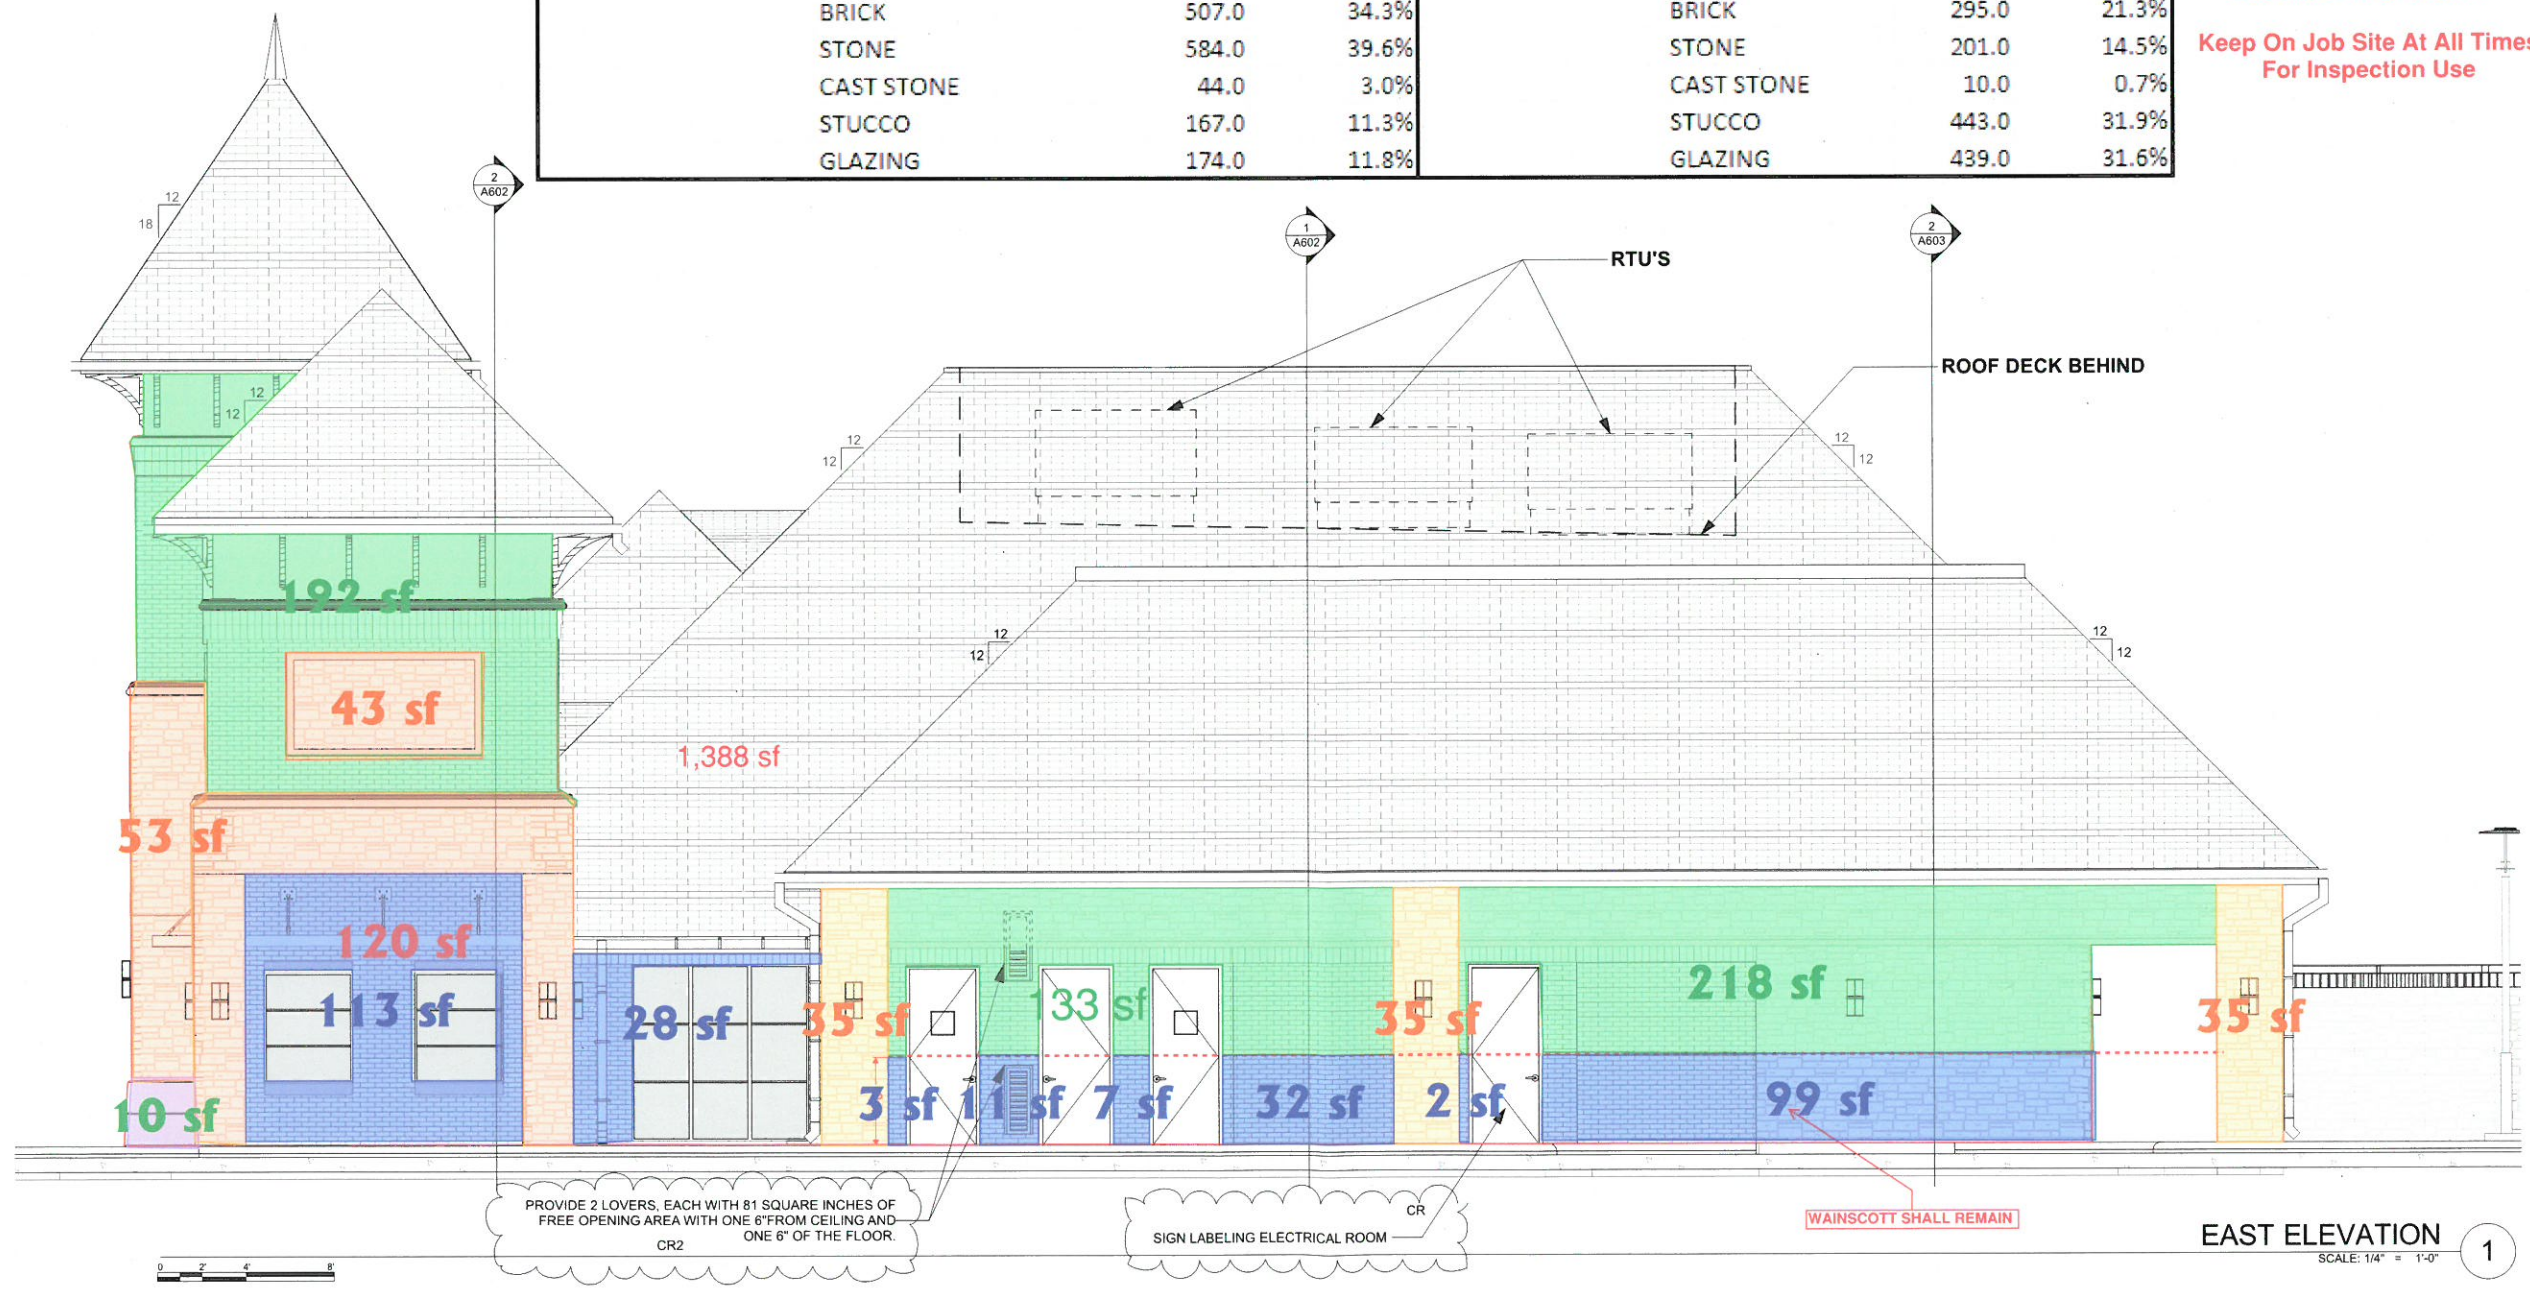 BRICK 507.0 34.3% BRICK 295.0 21.3%
STONE 584.0 39.6% STONE 201.0 14.5%
CAST STONE 44.0 3.0% CAST STONE 10.0 0.7%
STUCCO 167.0 11.3% STUCCO 443.0 31.9%
GLAZING 174.0 11.8% GLAZING 439.0 31.6%
Keep On Job Site At All Times
For Inspection Use
2
A602
1
A602
2
A603
12
18
RTU'S
ROOF DECK BEHIND
12
12
12
12
12
12
12
12
12
12
192 sf
43 sf
1,388 sf
53 sf
120 sf
113 sf
28 sf
35 sf
133 sf
35 sf
218 sf
35 sf
10 sf
3 sf
11 sf
7 sf
32 sf
2 sf
99 sf
PROVIDE 2 LOVERS, EACH WITH 81 SQUARE INCHES OF
FREE OPENING AREA WITH ONE 6"FROM CEILING AND
ONE 6" OF THE FLOOR.
CR2
CR
SIGN LABELING ELECTRICAL ROOM
WAINSCOTT SHALL REMAIN
EAST ELEVATION
SCALE: 1/4" = 1'-0"
1
0 2' 4' 8'